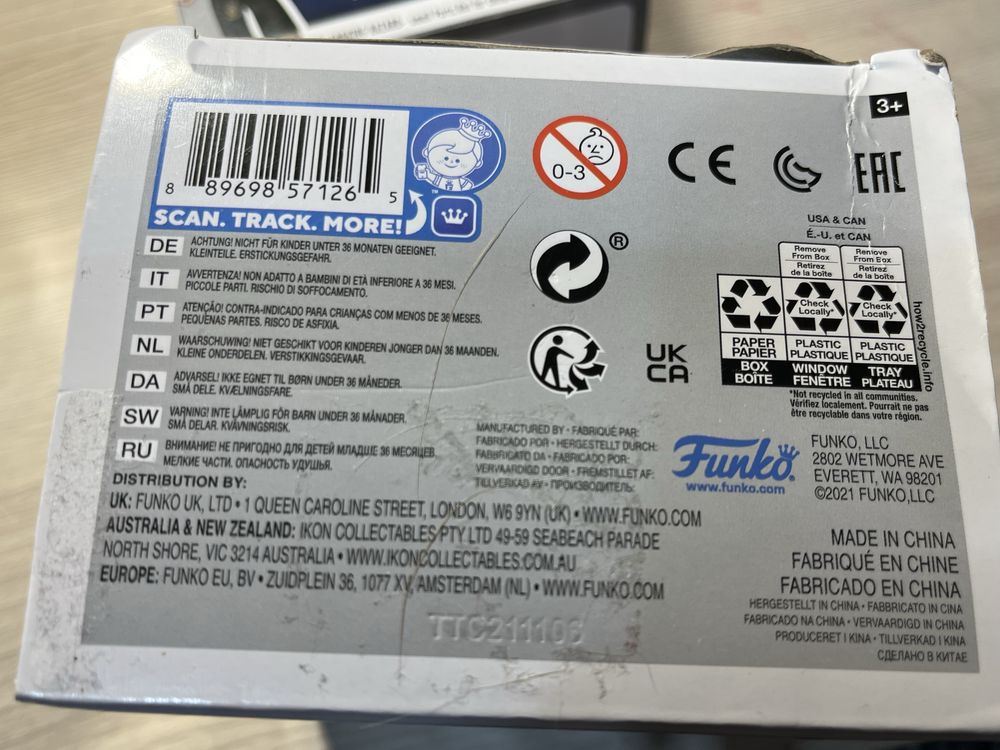 3+
8 89698 57126 5
SCAN. TRACK. MORE!
™
0-3
CE
EAC
®
UK
CA
USA & CAN
É.-U. et CAN
Remove
From Box
Retirez
de la boîte
Remove
From Box
Retirez
de la boîte
Check
Locally*
Check
Locally*
PAPER
PAPIER
PLASTIC
PLASTIQUE
PLASTIC
PLASTIQUE
BOX
BOÎTE
WINDOW
FENÊTRE
TRAY
PLATEAU
how2recycle.info
*Not recycled in all communities.
Vérifiez localement. Pourrait ne pas
être recyclable dans votre région.
DE ACHTUNG! NICHT FÜR KINDER UNTER 36 MONATEN GEEIGNET.
KLEINTEILE. ERSTICKUNGSGEFAHR.
IT AVVERTENZA! NON ADATTO A BAMBINI DI ETÀ INFERIORE A 36 MESI.
PICCOLE PARTI. RISCHIO DI SOFFOCAMENTO.
PT ATENÇÃO! CONTRA-INDICADO PARA CRIANÇAS COM MENOS DE 36 MESES.
PEQUENAS PARTES. RISCO DE ASFIXIA.
NL WAARSCHUWING! NIET GESCHIKT VOOR KINDEREN JONGER DAN 36 MAANDEN.
KLEINE ONDERDELEN. VERSTIKKINGSGEVAAR.
DA ADVARSEL! IKKE EGNET TIL BØRN UNDER 36 MÅNEDER.
SMÅ DELE. KVÆLNINGSFARE.
SW VARNING! INTE LÄMPLIG FÖR BARN UNDER 36 MÅNADER.
SMÅ DELAR. KVÄVNINGSRISK.
RU ВНИМАНИЕ! НЕ ПРИГОДНО ДЛЯ ДЕТЕЙ МЛАДШЕ 36 МЕСЯЦЕВ.
МЕЛКИЕ ЧАСТИ. ОПАСНОСТЬ УДУШЬЯ.
MANUFACTURED BY • FABRIQUÉ PAR:
FABRICADO POR • HERGESTELLT DURCH:
FABBRICATO DA • FABRICADO POR:
VERVAARDIGD DOOR • FREMSTILLET AF:
TILLVERKAD AV • ПРОИЗВОДИТЕЛЬ:
Funko®
www.funko.com
FUNKO, LLC
2802 WETMORE AVE
EVERETT, WA 98201
©2021 FUNKO,LLC
DISTRIBUTION BY:
UK: FUNKO UK, LTD • 1 QUEEN CAROLINE STREET, LONDON, W6 9YN (UK) • WWW.FUNKO.COM
AUSTRALIA & NEW ZEALAND: IKON COLLECTABLES PTY LTD 49-59 SEABEACH PARADE
NORTH SHORE, VIC 3214 AUSTRALIA • WWW.IKONCOLLECTABLES.COM.AU
EUROPE: FUNKO EU, BV • ZUIDPLEIN 36, 1077 XV, AMSTERDAM (NL) • WWW.FUNKO.COM
MADE IN CHINA
FABRIQUÉ EN CHINE
FABRICADO EN CHINA
HERGESTELLT IN CHINA • FABBRICATO IN CINA
FABRICADO NA CHINA • VERVAARDIGD IN CHINA
PRODUCERET I KINA • TILLVERKAD I KINA
СДЕЛАНО В КИТАЕ